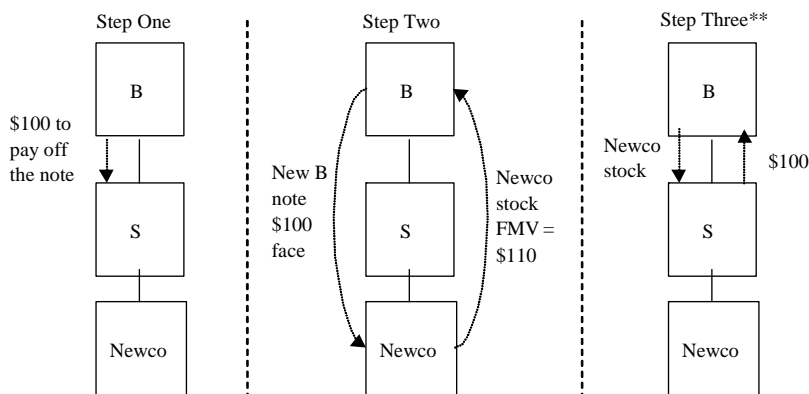 Step One
B
$100 to
pay off
the note
S
Newco
Step Two
B
New B
note
$100
face
S
Newco
stock
FMV =
$110
Newco
Step Three**
B
Newco
stock
$100
S
Newco